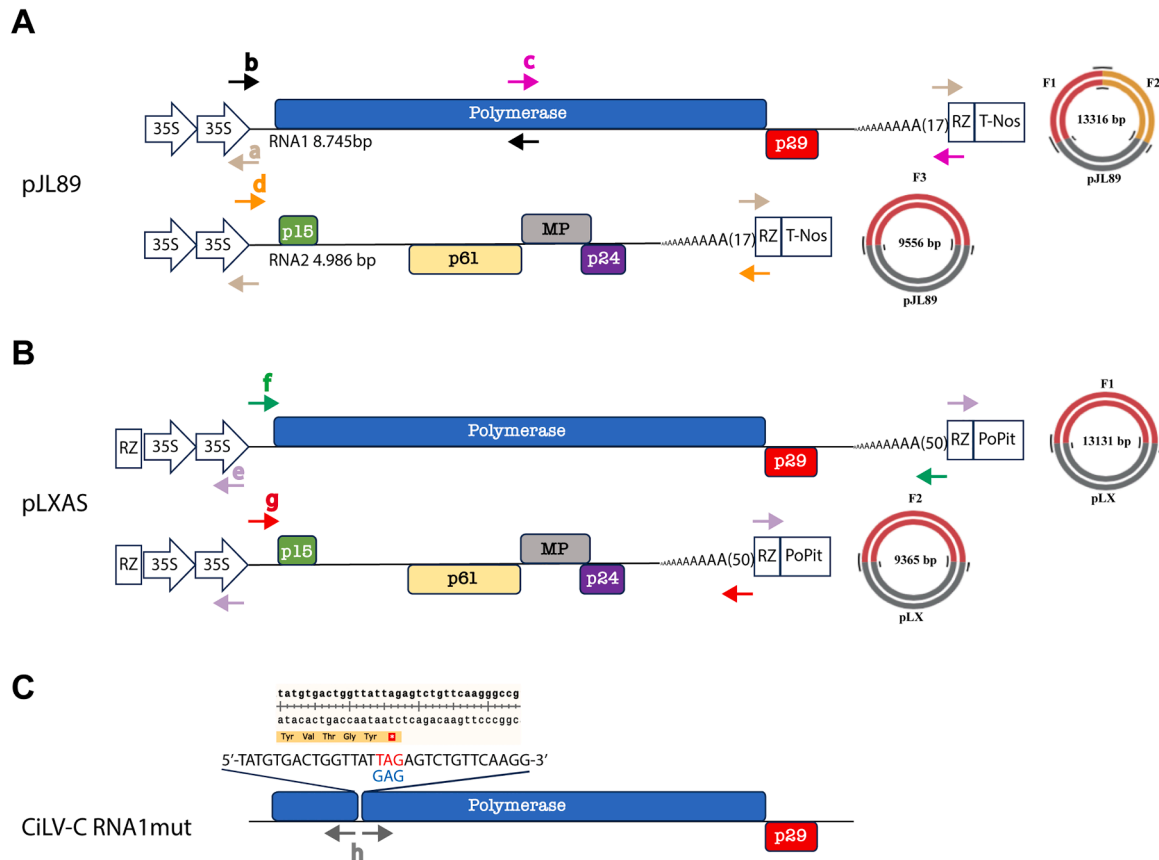 A
b
c
F1
F2
Polymerase
35S
35S
AAAAAAAAA(17)
RZ
T-Nos
13316 bp
RNA1 8.745bp
a
p29
pJL89
pJL89
d
F3
p15
MP
35S
35S
AAAAAAAAA(17)
RZ
T-Nos
9556 bp
RNA2 4.986 bp
p61
p24
pJL89
B
f
F1
Polymerase
RZ
35S
35S
AAAAAAAAA(50)
RZ
PoPit
13131 bp
e
p29
pLX
pLXAS
g
F2
p15
MP
RZ
35S
35S
AAAAAAAAA(50)
RZ
PoPit
9365 bp
p61
p24
pLX
C
tatgtgactggttattagagtctgttcaagggccg
atacactgaccaataatctcagacaagttcccggc
Tyr Val Thr Gly Tyr *
5’-TATGTGACTGGTTATTAGAGTCTGTTCAAGG-3’
GAG
Polymerase
CiLV-C RNA1mut
p29
h